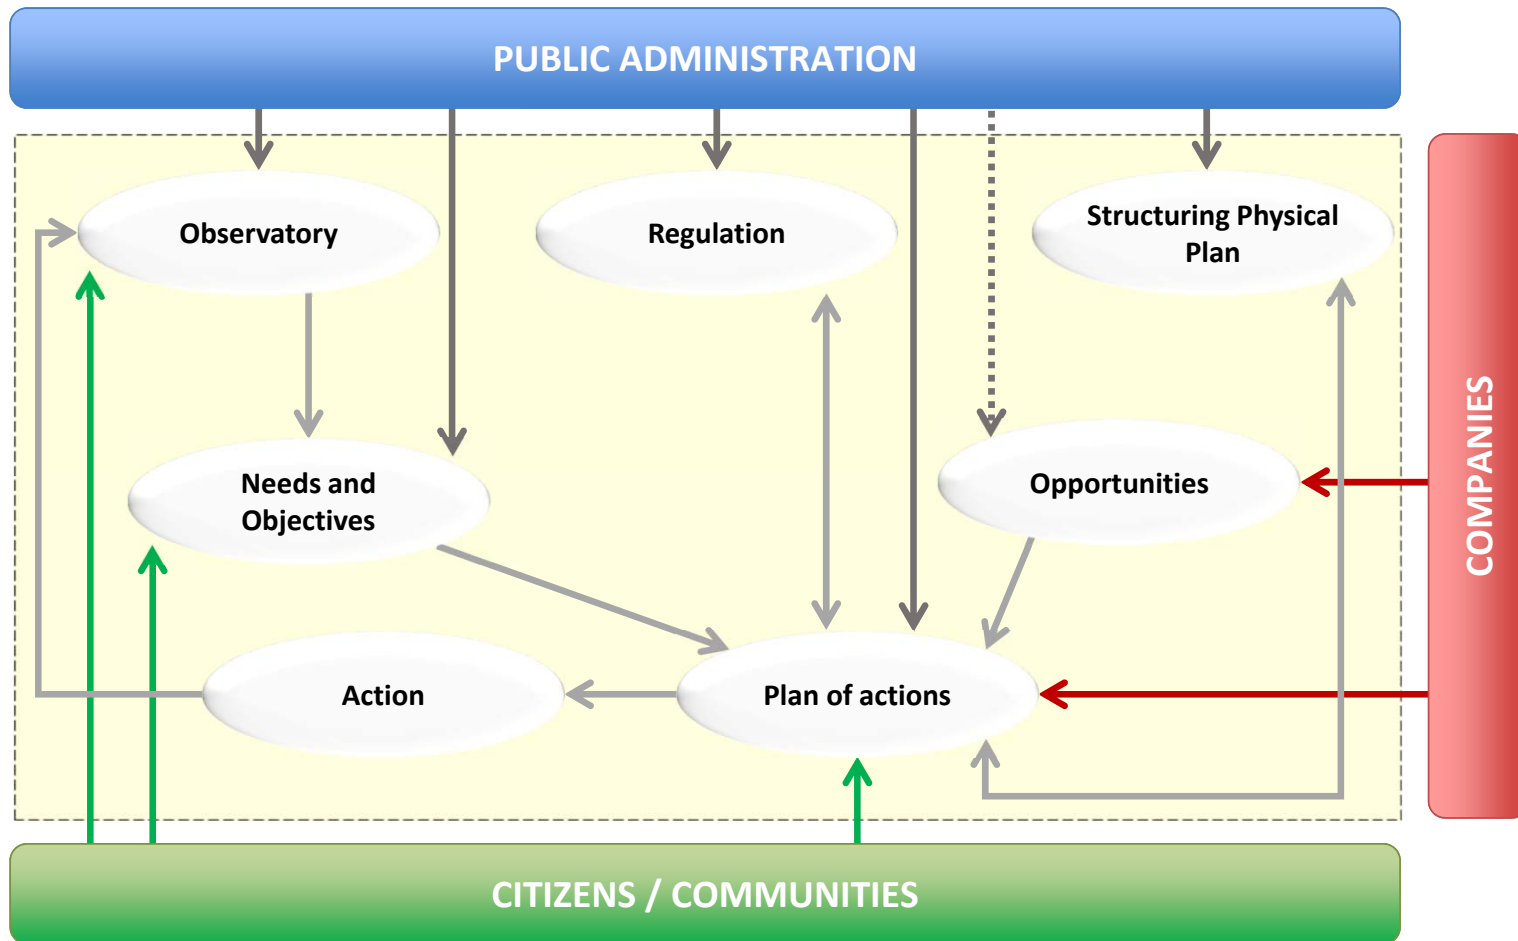 PUBLIC ADMINISTRATION
Observatory
Regulation
Structuring Physical
Plan
COMPANIES
Needs and
Objectives
Opportunities
Action
Plan of actions
CITIZENS / COMMUNITIES